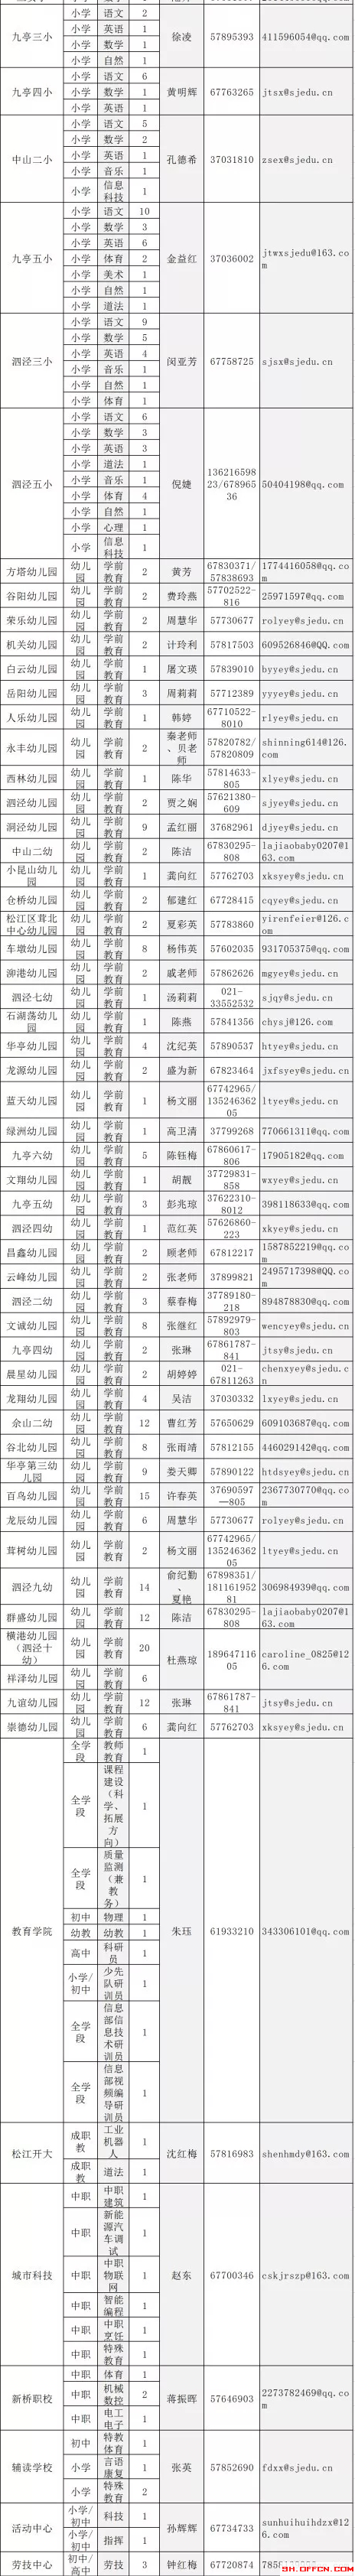 小学 语文 2
九亭三小 小学 英语 1 徐凌 57895393 411596054@qq.com
小学 数学 1
小学 自然 1
小学 语文 6
九亭四小 小学 数学 1 黄明辉 67763265 jtsx@sjedu.cn
小学 英语 1
小学 语文 5
小学 数学 2
中山二小 小学 英语 1 孔德希 37031810 zsex@sjedu.cn
小学 音乐 1
小学 信息科技 1
小学 语文 10
小学 数学 3
小学 英语 6
九亭五小 小学 体育 2 金益红 37036002 jtwxsjedu@163.com
小学 美术 1
小学 自然 1
小学 道法 1
小学 语文 9
小学 数学 5
泗泾三小 小学 英语 4 闵亚芳 67758725 sjsx@sjedu.cn
小学 音乐 1
小学 自然 1
小学 体育 1
小学 语文 6
小学 数学 3
小学 英语 3
小学 道法 1
泗泾五小 小学 音乐 1 倪婕 13621659823/67896536 50404198@qq.com
小学 体育 4
小学 自然 1
小学 心理 1
小学 信息科技 1
方塔幼儿园 幼儿园 学前教育 2 黄芳 67830371/57838693 1774416058@qq.com
谷阳幼儿园 幼儿园 学前教育 2 费玲燕 57702522-816 25971597@qq.com
荣乐幼儿园 幼儿园 学前教育 2 周慧华 57730677 rolyey@sjedu.cn
机关幼儿园 幼儿园 学前教育 2 计玲利 57817503 609526846@QQ.com
白云幼儿园 幼儿园 学前教育 1 屠文瑛 57839010 byyey@sjedu.cn
岳阳幼儿园 幼儿园 学前教育 3 周莉莉 57712389 yyyey@sjedu.cn
人乐幼儿园 幼儿园 学前教育 1 韩婷 67710522-8010 rlyey@sjedu.cn
永丰幼儿园 幼儿园 学前教育 2 秦老师、贝老师 57820782/57820809 shinning614@126.com
西林幼儿园 幼儿园 学前教育 1 陈华 57814633-805 xlyey@sjedu.cn
泗泾幼儿园 幼儿园 学前教育 2 贾之娴 57621380-609 sjyey@sjedu.cn
洞泾幼儿园 幼儿园 学前教育 9 孟红丽 37682961 djyey@sjedu.cn
中山二幼 幼儿园 学前教育 2 陈洁 67830295-808 lajiaobaby0207@163.com
小昆山幼儿园 幼儿园 学前教育 1 龚向红 57762703 xksyey@sjedu.cn
仓桥幼儿园 幼儿园 学前教育 2 郁建红 67728415 cqyey@sjedu.cn
松江区茸北中心幼儿园 幼儿园 学前教育 2 夏彩英 57783860 yirenfeier@126.com
车墩幼儿园 幼儿园 学前教育 8 杨伟英 57602035 931705375@qq.com
泖港幼儿园 幼儿园 学前教育 2 戚老师 57862626 mgyey@sjedu.cn
泗泾七幼 幼儿园 学前教育 1 汤莉莉 021-33552532 sjqy@sjedu.cn
石湖荡幼儿园 幼儿园 学前教育 1 陈燕 57841356 chysj@126.com
华亭幼儿园 幼儿园 学前教育 4 沈纪英 57890537 htyey@sjedu.cn
龙源幼儿园 幼儿园 学前教育 2 盛为新 67823464 jxfsyey@sjedu.cn
蓝天幼儿园 幼儿园 学前教育 1 杨文丽 67742965/13524636205 ltyey@sjedu.cn
绿洲幼儿园 幼儿园 学前教育 1 高卫清 37799268 770661311@qq.com
九亭六幼 幼儿园 学前教育 5 陈钰梅 67860617-806 17905182@qq.com
文翔幼儿园 幼儿园 学前教育 1 胡靓 37729831-858 wxyey@sjedu.cn
九亭五幼 幼儿园 学前教育 3 彭兆琼 37622310-8012 398118633@qq.com
泗泾四幼 幼儿园 学前教育 1 范红英 57626860-223 xkyey@sjedu.cn
昌鑫幼儿园 幼儿园 学前教育 2 顾老师 67812217 1587852219@qq.com
云峰幼儿园 幼儿园 学前教育 2 张老师 37899821 2495717398@QQ.com
泗泾二幼 幼儿园 学前教育 3 蔡春梅 37789180-218 894878830@qq.com
文诚幼儿园 幼儿园 学前教育 8 张继红 57892979-803 wencyey@sjedu.cn
九亭四幼 幼儿园 学前教育 2 张琳 67861787-841 jtsy@sjedu.cn
晨星幼儿园 幼儿园 学前教育 2 胡婷婷 021-67811263 chenxyey@sjedu.cn
龙翔幼儿园 幼儿园 学前教育 4 吴洁 37030332 lxyey@sjedu.cn
佘山二幼 幼儿园 学前教育 12 曹红芳 57650629 609103687@qq.com
谷北幼儿园 幼儿园 学前教育 8 张雨靖 57812155 446029142@qq.com
华亭第三幼儿园 幼儿园 学前教育 9 娄天卿 57890122 htdsyey@sjedu.cn
百鸟幼儿园 幼儿园 学前教育 15 许春英 37690597—805 2367730770@qq.com
龙辰幼儿园 幼儿园 学前教育 6 周慧华 57730677 rolyey@sjedu.cn
茸树幼儿园 幼儿园 学前教育 2 杨文丽 67742965/13524636205 ltyey@sjedu.cn
泗泾九幼 幼儿园 学前教育 14 俞纪勤、夏艳 67898351/18116195281 306984939@qq.com
群盛幼儿园 幼儿园 学前教育 12 陈洁 67830295-808 lajiaobaby0207@163.com
横港幼儿园（泗泾十幼） 幼儿园 学前教育 20 杜燕琼 18964711605 caroline_0825@126.com
祥泽幼儿园 幼儿园 学前教育 6
九谊幼儿园 幼儿园 学前教育 12 张琳 67861787-841 jtsy@sjedu.cn
崇德幼儿园 幼儿园 学前教育 6 龚向红 57762703 xksyey@sjedu.cn
全学段 教师教育 1
全学段 课程建设（科学、拓展方向） 1
全学段 质量监测（兼教务） 1
初中 物理 1
教育学院 幼教 幼教 1 朱珏 61933210 343306101@qq.com
高中 科研员 1
小学/初中 少先队研训员 1
全学段 信息部信息技术研训员 1
全学段 信息部视频编导研训员 1
松江开大 成职教 工业机器人 1 沈红梅 57816983 shenhmdy@163.com
成职教 道法 1
中职 中职建筑 1
中职 新能源汽车调试 1
城市科技 中职 中职物联网 1 赵东 67700346 cskjrszp@163.com
中职 智能编程 1
中职 中职烹饪 1
中职 特殊教育 1
中职 体育 1
新桥职校 中职 机械数控 2 蒋振晖 57646903 2273782469@qq.com
中职 电工电子 1
初中 特教体育 1
辅读学校 小学 言语康复 1 张英 57852690 fdxx@sjedu.cn
小学 特殊教育 2
活动中心 小学/初中 科技 1 孙辉辉 67734733 sunhuihuihdzx@126.com
小学/初中 指挥 1
劳技中心 初中/高中 劳技 3 钟红梅 67720874
SH.OFFCN.COM